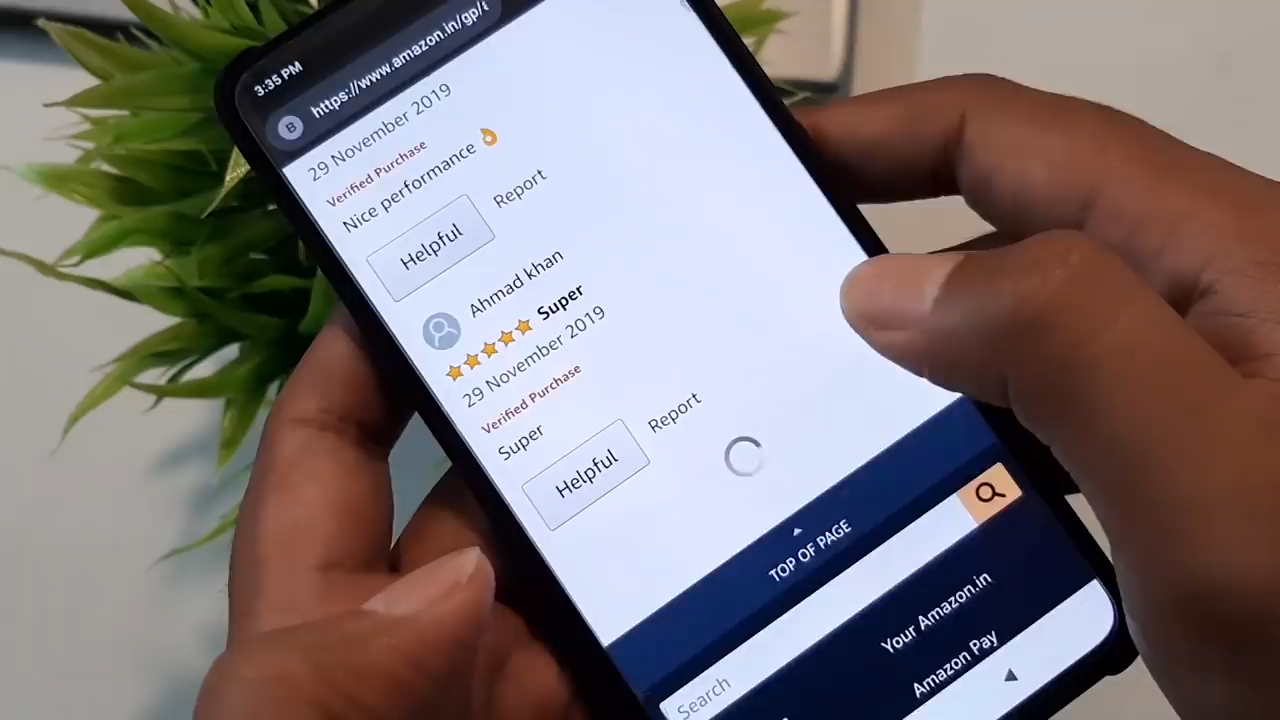 3:35 PM
B
https://www.amazon.in/gp/
29 November 2019
Verified Purchase
Nice performance 👌
Helpful
Report
Ahmad khan
Super
29 November 2019
Verified Purchase
Super
Helpful
Report
TOP OF PAGE
Search
Your Amazon.in
Amazon Pay